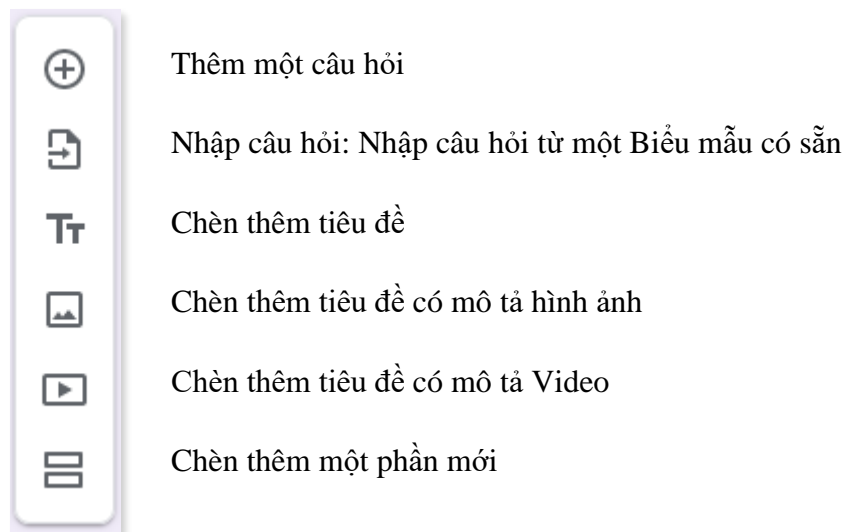 Thêm một câu hỏi
Nhập câu hỏi: Nhập câu hỏi từ một Biểu mẫu có sẵn
Chèn thêm tiêu đề
Chèn thêm tiêu đề có mô tả hình ảnh
Chèn thêm tiêu đề có mô tả Video
Chèn thêm một phần mới